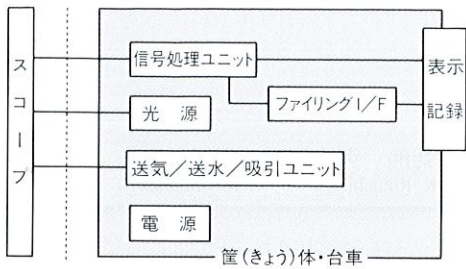 スコープ
信号処理ユニット
表示
記録
ファイリングI/F
光 源
送気/送水/吸引ユニット
電 源
筐(きょう)体・台車